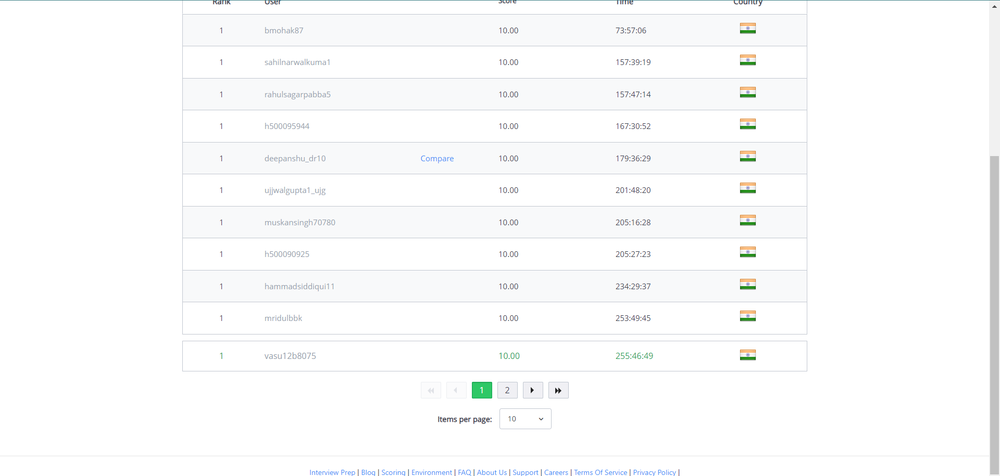 Rank User Score Time Country
1 bmohak87 10.00 73:57:06
1 sahilnarwalkuma1 10.00 157:39:19
1 rahulsagarpabba5 10.00 157:47:14
1 h500095944 10.00 167:30:52
1 deepanshu_dr10 Compare 10.00 179:36:29
1 ujjwalgupta1_ujg 10.00 201:48:20
1 muskansingh70780 10.00 205:16:28
1 h500090925 10.00 205:27:23
1 hammadsiddiqui11 10.00 234:29:37
1 mridulbbk 10.00 253:49:45
1 vasu12b8075 10.00 255:46:49
1 2
Items per page: 10
Interview Prep | Blog | Scoring | Environment | FAQ | About Us | Support | Careers | Terms Of Service | Privacy Policy |